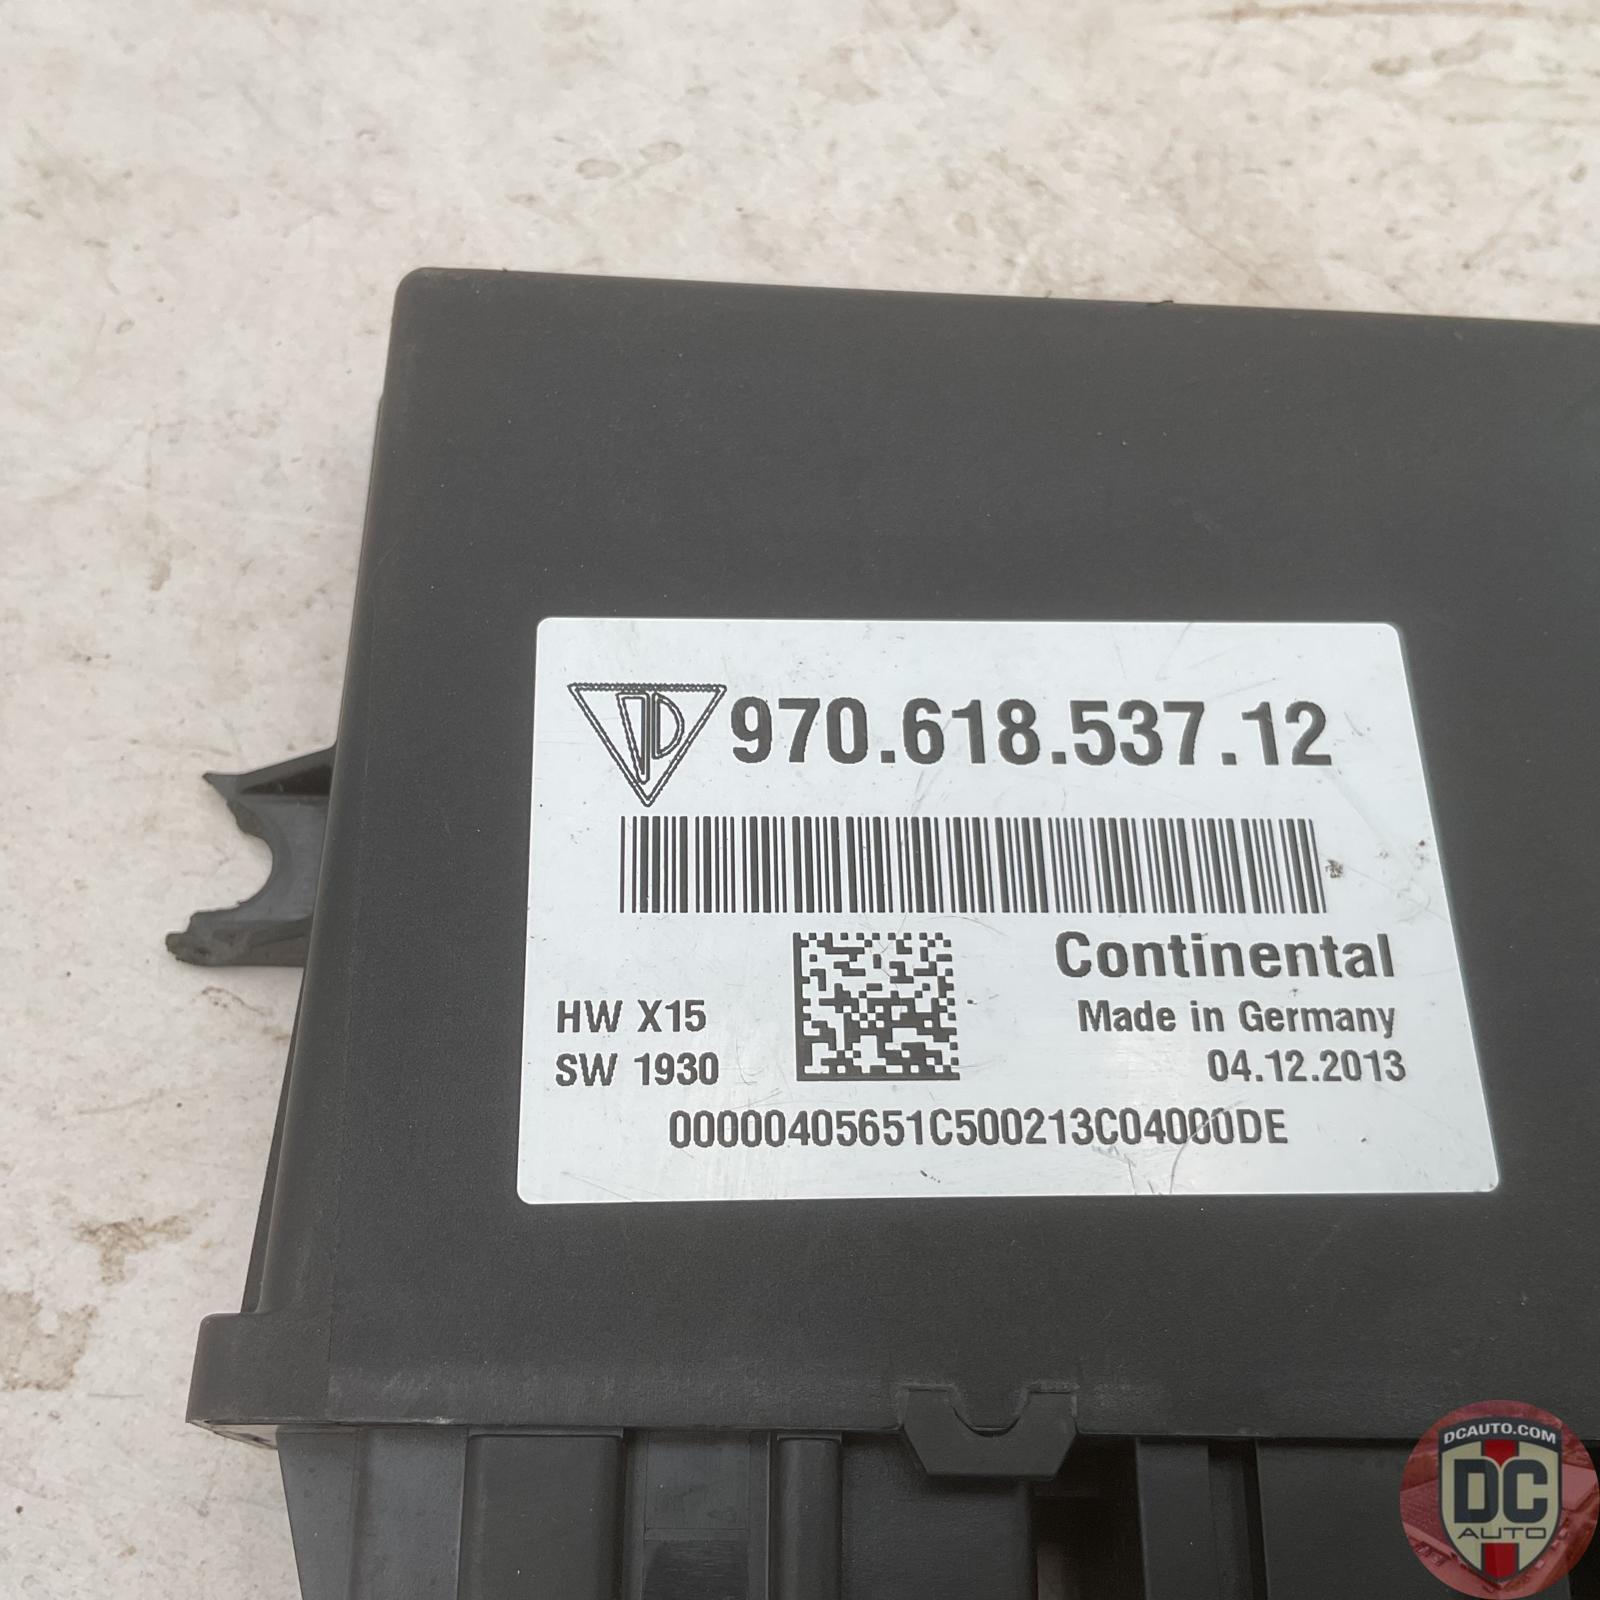 970.618.537.12
Continental
HW X15
Made in Germany
SW 1930
04.12.2013
00000405651C500213C04000DE
DCAUTO.COM
DC
AUTO